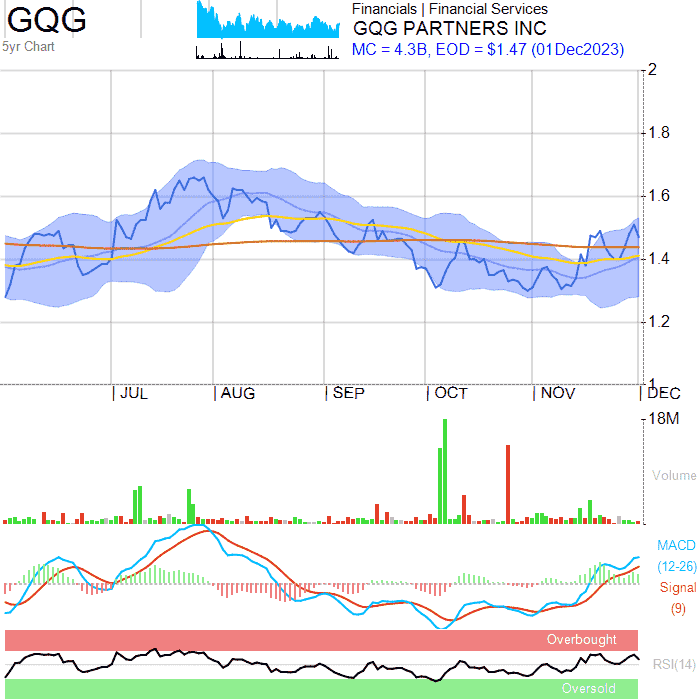 GQG
5yr Chart
Financials | Financial Services
GQG PARTNERS INC
MC = 4.3B, EOD = $1.47 (01Dec2023)
2
1.8
1.6
1.4
1.2
1
| JUL
| AUG
| SEP
| OCT
| NOV
| DEC
18M
Volume
MACD
(12-26)
Signal
(9)
Overbought
RSI(14)
Oversold